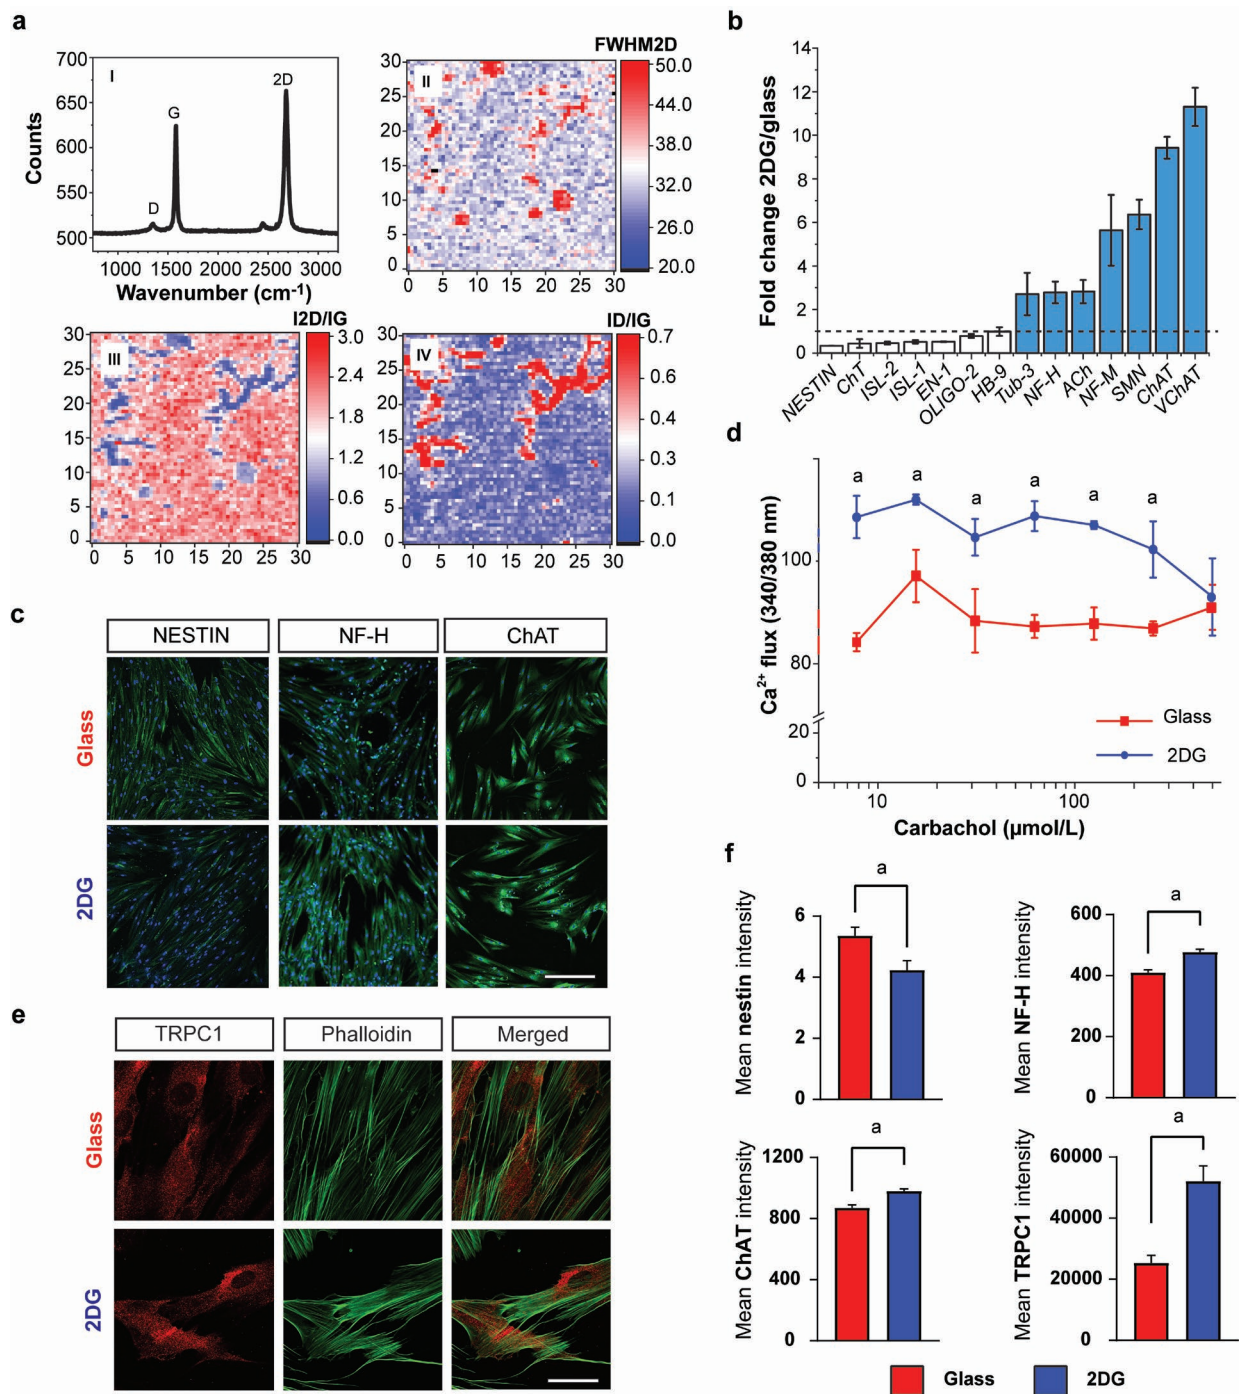 a
I
Counts
700
650
600
550
500
D
G
2D
1000 2000 3000
Wavenumber (cm-1)
FWHM2D
II
30
25
20
15
10
5
0
0 5 10 15 20 25 30
50.0
44.0
38.0
32.0
26.0
20.0
I2D/IG
III
30
25
20
15
10
5
0
0 5 10 15 20 25 30
3.0
2.4
1.8
1.2
0.6
0.0
ID/IG
IV
30
25
20
15
10
5
0
0 5 10 15 20 25 30
0.7
0.6
0.4
0.3
0.1
0.0
b
Fold change 2DG/glass
14
12
10
8
6
4
2
0
NESTIN
ChT
ISL-2
ISL-1
EN-1
OLIGO-2
HB-9
Tub-3
NF-H
ACh
NF-M
SMN
ChAT
VChAT
c
NESTIN NF-H ChAT
Glass
2DG
d
Ca2+ flux (340/380 nm)
100
80
20
0
a a a a a a
Glass
2DG
10 100
Carbachol (µmol/L)
e
TRPC1 Phalloidin Merged
Glass
2DG
f
Mean nestin intensity
6
4
2
0
a
Mean NF-H intensity
600
400
200
0
a
Mean ChAT intensity
1200
800
400
0
a
Mean TRPC1 intensity
60000
40000
20000
0
a
Glass 2DG